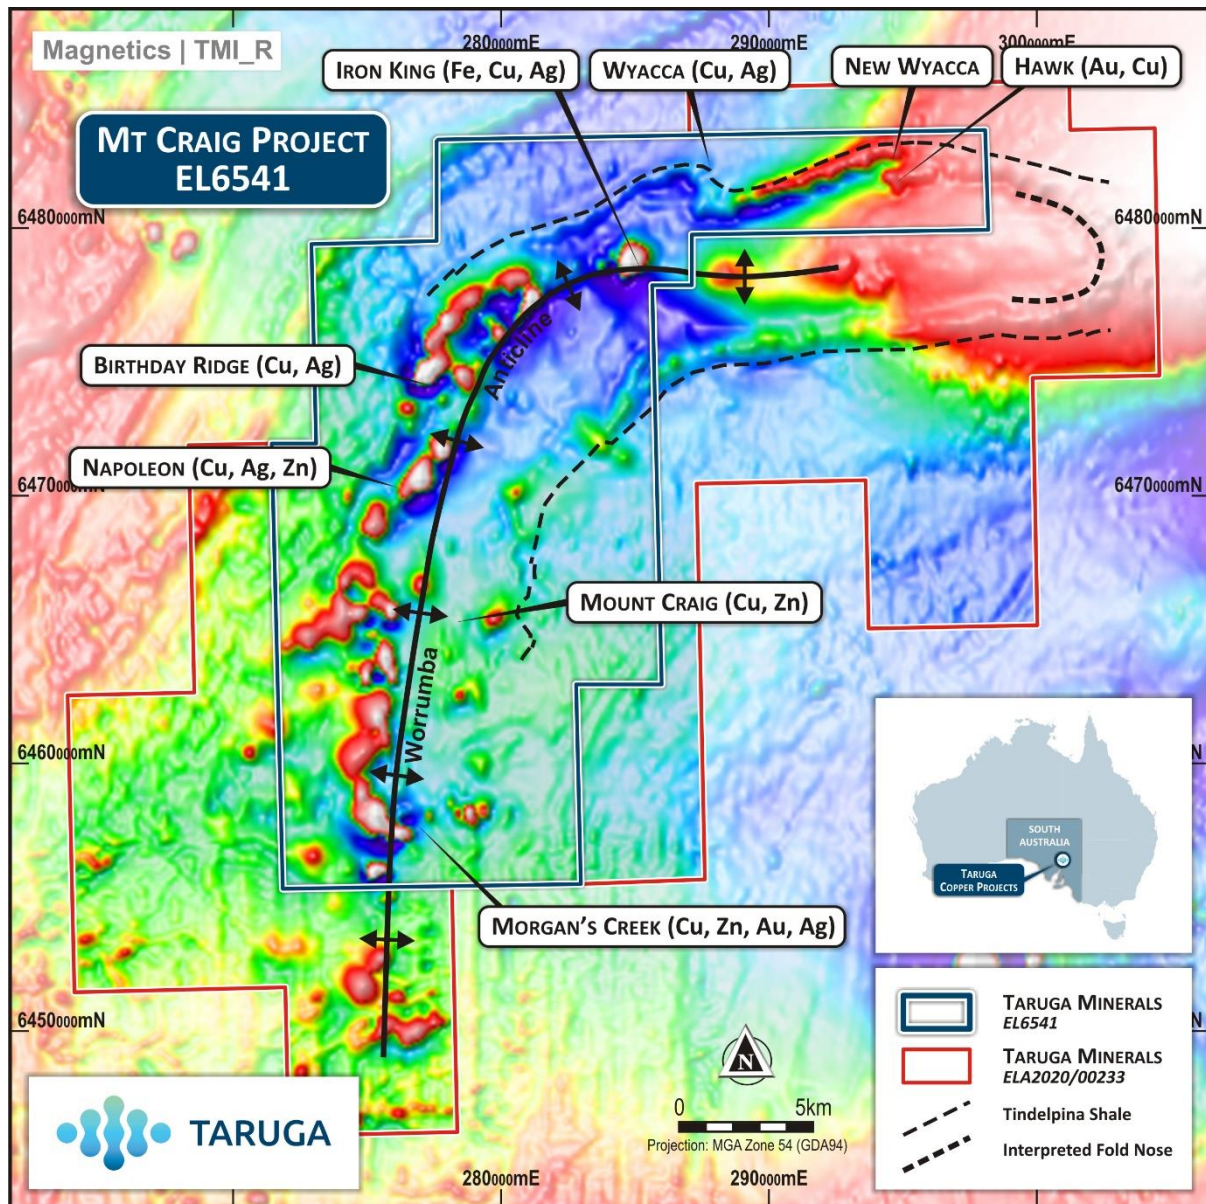 Magnetics | TMI_R
280000mE
290000mE
300000mE
IRON KING (Fe, Cu, Ag)
WYACCA (Cu, Ag)
NEW WYACCA
HAWK (Au, Cu)
MT CRAIG PROJECT
EL6541
6480000mN
6480000mN
Anticline
BIRTHDAY RIDGE (Cu, Ag)
NAPOLEON (Cu, Ag, Zn)
6470000mN
6470000mN
MOUNT CRAIG (Cu, Zn)
Worrumba
6460000mN
SOUTH
AUSTRALIA
TARUGA
COPPER PROJECTS
MORGAN'S CREEK (Cu, Zn, Au, Ag)
6450000mN
N
0 5km
Projection: MGA Zone 54 (GDA94)
TARUGA MINERALS
EL6541
TARUGA MINERALS
ELA2020/00233
Tindelpina Shale
Interpreted Fold Nose
TARUGA
280000mE
290000mE